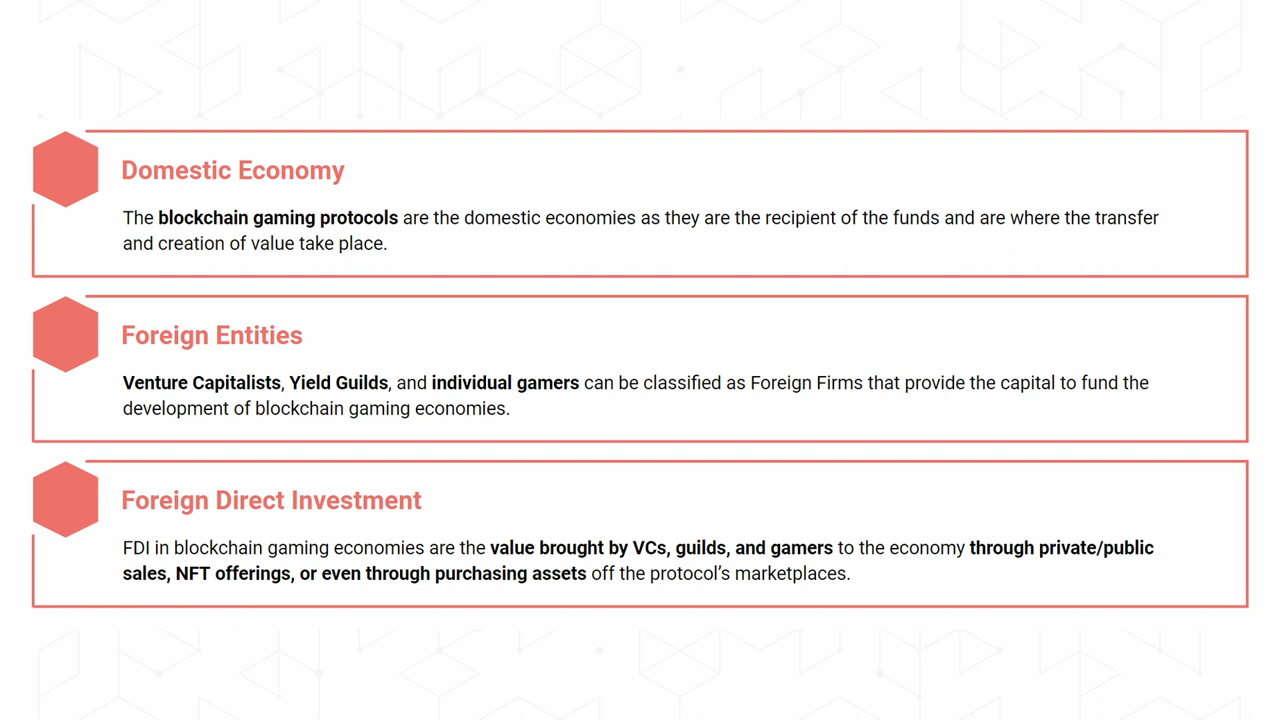 Domestic Economy
The blockchain gaming protocols are the domestic economies as they are the recipient of the funds and are where the transfer
and creation of value take place.
Foreign Entities
Venture Capitalists, Yield Guilds, and individual gamers can be classified as Foreign Firms that provide the capital to fund the
development of blockchain gaming economies.
Foreign Direct Investment
FDI in blockchain gaming economies are the value brought by VCs, guilds, and gamers to the economy through private/public
sales, NFT offerings, or even through purchasing assets off the protocol’s marketplaces.